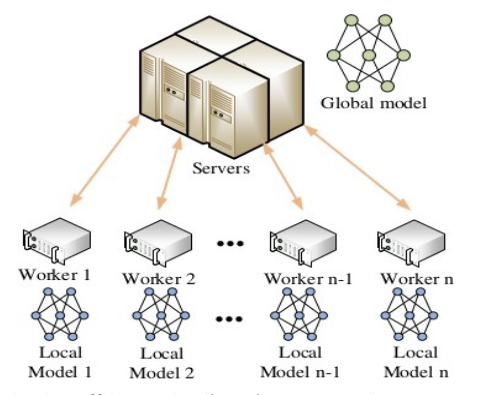 Global model
Servers
Worker 1
Worker 2
Worker n-1
Worker n
Local
Model 1
Local
Model 2
Local
Model n-1
Local
Model n